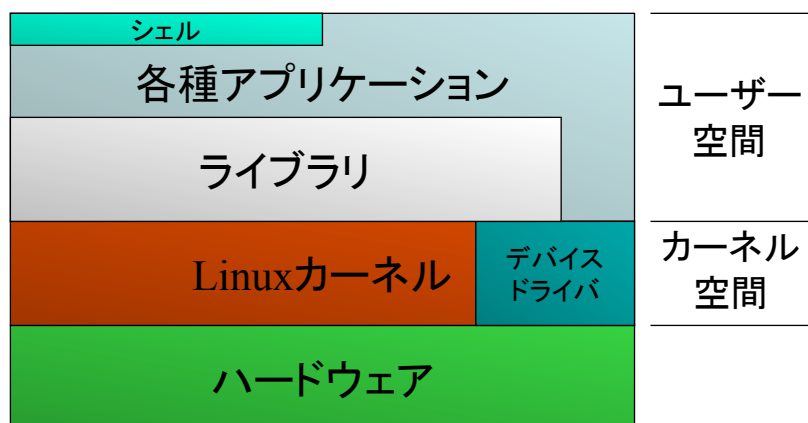 シェル
各種アプリケーション
ライブラリ
Linuxカーネル
デバイス
ドライバ
ハードウェア
ユーザー
空間
カーネル
空間